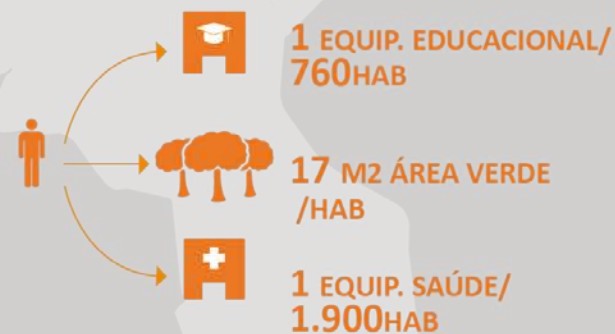 1 EQUIP. EDUCACIONAL/
760HAB
17 M2 ÁREA VERDE
/HAB
1 EQUIP. SAÚDE/
1.900HAB